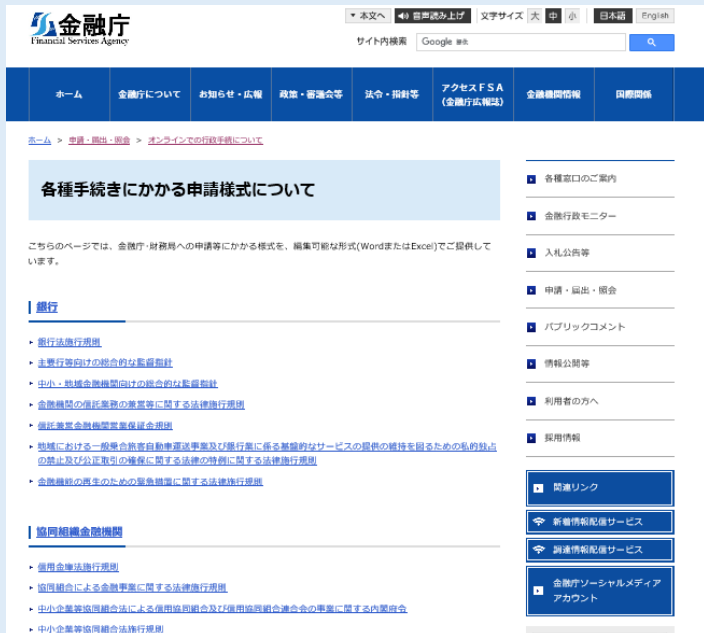 金融庁
Financial Services Agency
▼ 本文へ
音声読み上げ
文字サイズ 大 中 小
日本語 English
サイト内検索
Google 検索
ホーム
金融庁について
お知らせ・広報
政策・審議会等
法令・指針等
アクセスFSA
(金融庁広報誌)
金融機関情報
国際関係
ホーム > 申請・届出・照会 > オンラインでの行政手続について
各種手続きにかかる申請様式について
こちらのページでは、金融庁・財務局への申請等にかかる様式を、編集可能な形式(WordまたはExcel)でご提供して
います。
銀行
銀行法施行規則
主要行等向けの総合的な監督指針
中小・地域金融機関向けの総合的な監督指針
金融機関の信託業務の兼営等に関する法律施行規則
信託兼営金融機関営業保証金規則
地域における一般乗合旅客自動車運送事業及び銀行業に係る基盤的なサービスの提供の維持を図るための私的独占
の禁止及び公正取引の確保に関する法律の特例に関する法律施行規則
金融機能の再生のための緊急措置に関する法律施行規則
協同組織金融機関
信用金庫法施行規則
協同組合による金融事業に関する法律施行規則
中小企業等協同組合法による信用協同組合及び信用協同組合連合会の事業に関する内閣府令
中小企業等協同組合法施行規則
各種窓口のご案内
金融行政モニター
入札公告等
申請・届出・照会
パブリックコメント
情報公開等
利用者の方へ
採用情報
関連リンク
新着情報配信サービス
調達情報配信サービス
金融庁ソーシャルメディア
アカウント